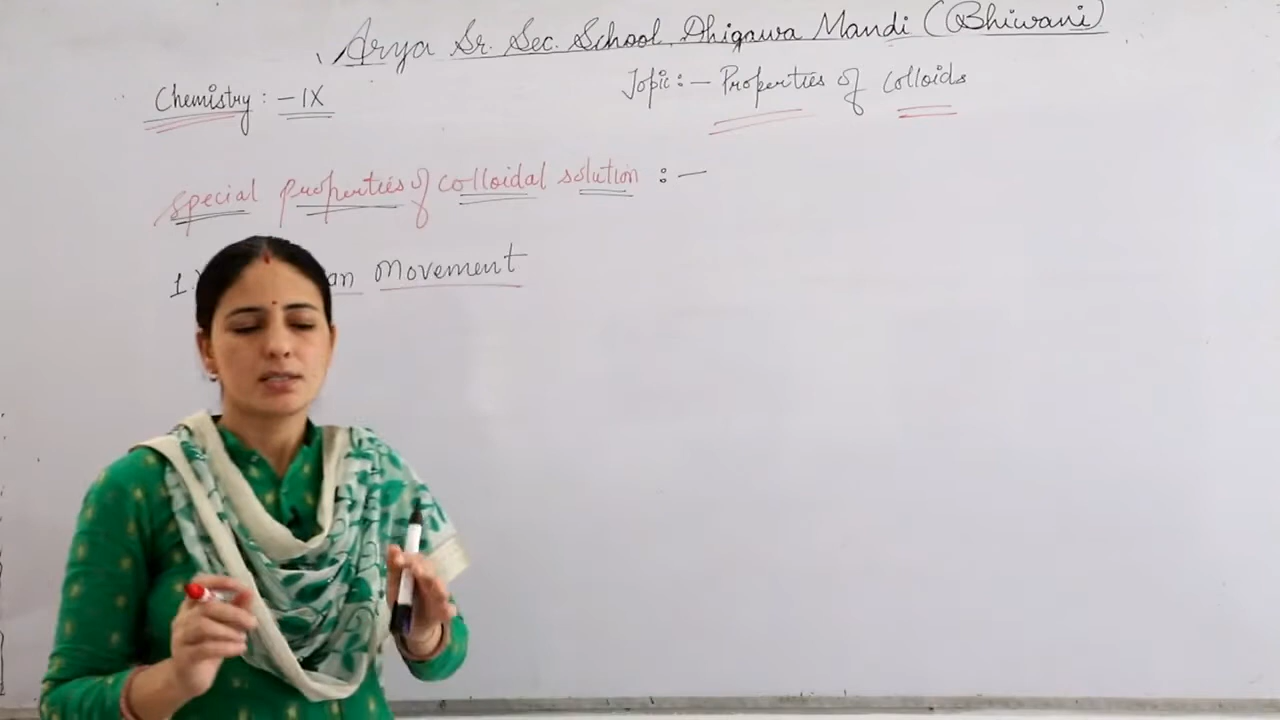 Arya Sr. Sec. School, Dhigawa Mandi (Bhiwani)
Chemistry : - IX
Topic :- Properties of colloids
special properties of colloidal solution :-
1. an Movement